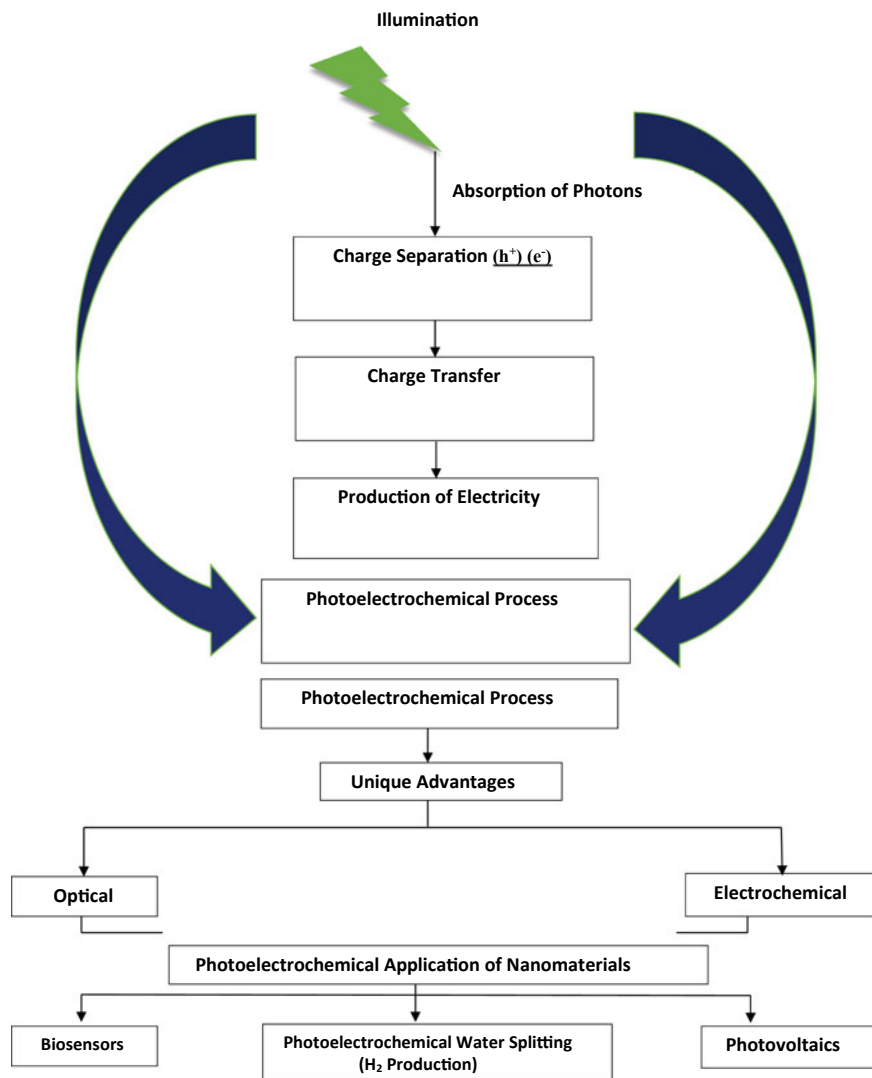 Illumination
Absorption of Photons
Charge Separation (h⁺) (e⁻)
Charge Transfer
Production of Electricity
Photoelectrochemical Process
Photoelectrochemical Process
Unique Advantages
Optical
Electrochemical
Photoelectrochemical Application of Nanomaterials
Biosensors
Photoelectrochemical Water Splitting
(H₂ Production)
Photovoltaics